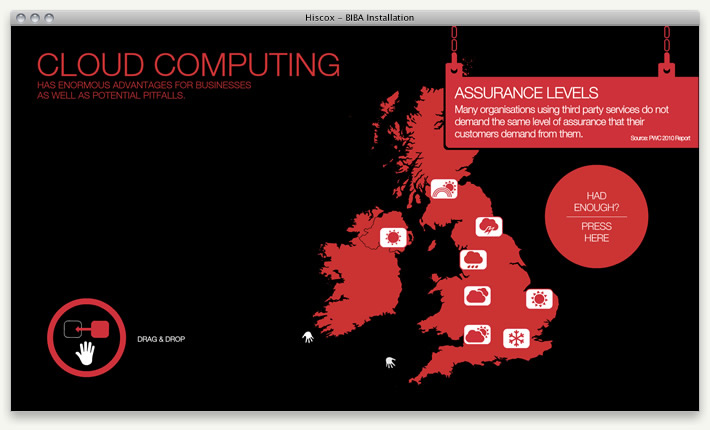 Hiscox – BIBA Installation
CLOUD COMPUTING
HAS ENORMOUS ADVANTAGES FOR BUSINESSES
AS WELL AS POTENTIAL PITFALLS.
ASSURANCE LEVELS
Many organisations using third party services do not
demand the same level of assurance that their
customers demand from them.
Source: PWC 2010 Report
HAD
ENOUGH?
PRESS
HERE
DRAG & DROP